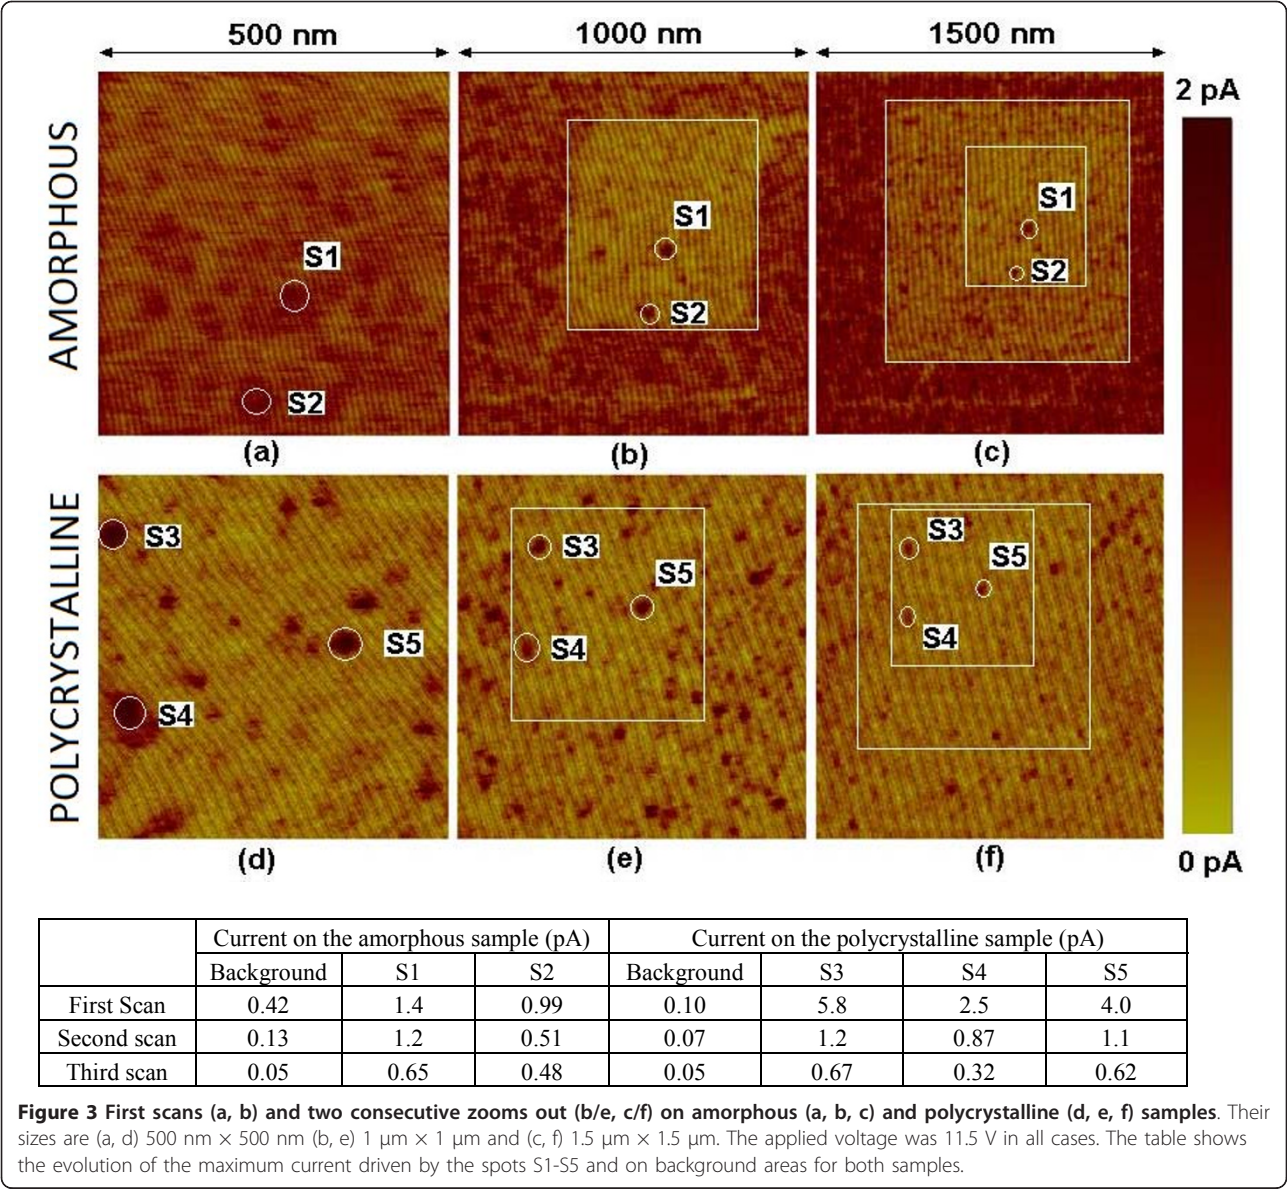 500 nm 1000 nm 1500 nm
2 pA
AMORPHOUS
S1
S2
S1
S2
S1
S2
(a) (b) (c)
POLYCRYSTALLINE
S3
S5
S4
S3
S5
S4
S3
S5
S4
(d) (e) (f)
0 pA
Current on the amorphous sample (pA) Current on the polycrystalline sample (pA)
Background S1 S2 Background S3 S4 S5
First Scan 0.42 1.4 0.99 0.10 5.8 2.5 4.0
Second scan 0.13 1.2 0.51 0.07 1.2 0.87 1.1
Third scan 0.05 0.65 0.48 0.05 0.67 0.32 0.62
Figure 3 First scans (a, b) and two consecutive zooms out (b/e, c/f) on amorphous (a, b, c) and polycrystalline (d, e, f) samples. Their
sizes are (a, d) 500 nm × 500 nm (b, e) 1 μm × 1 μm and (c, f) 1.5 μm × 1.5 μm. The applied voltage was 11.5 V in all cases. The table shows
the evolution of the maximum current driven by the spots S1-S5 and on background areas for both samples.